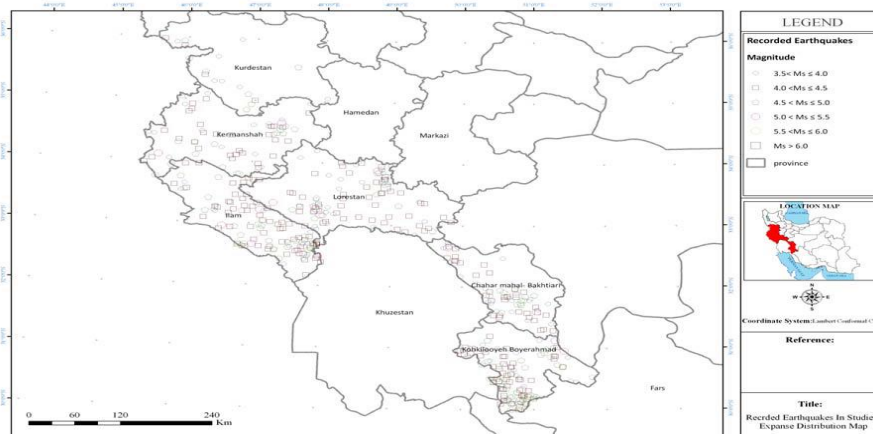 Kurdestan
Hamedan
Kermanshah
Markazi
Lorestan
Ilam
Chahar mahal- Bakhtiari
Khuzestan
Kohkilooyeh Boyerahmad
Fars
0 30 60 120 240
Km
LEGEND
Recorded Earthquakes
Magnitude
3.5< Ms ≤ 4.0
4.0 <Ms ≤ 4.5
4.5 < Ms ≤ 5.0
5.0 < Ms ≤ 5.5
5.5 <Ms ≤ 6.0
Ms > 6.0
province
LOCATION MAP
N
W E
S
Coordinate System:Lambert Conformal C
Reference:
Title:
Recrded Earthquakes In Studie
Expanse Distribution Map